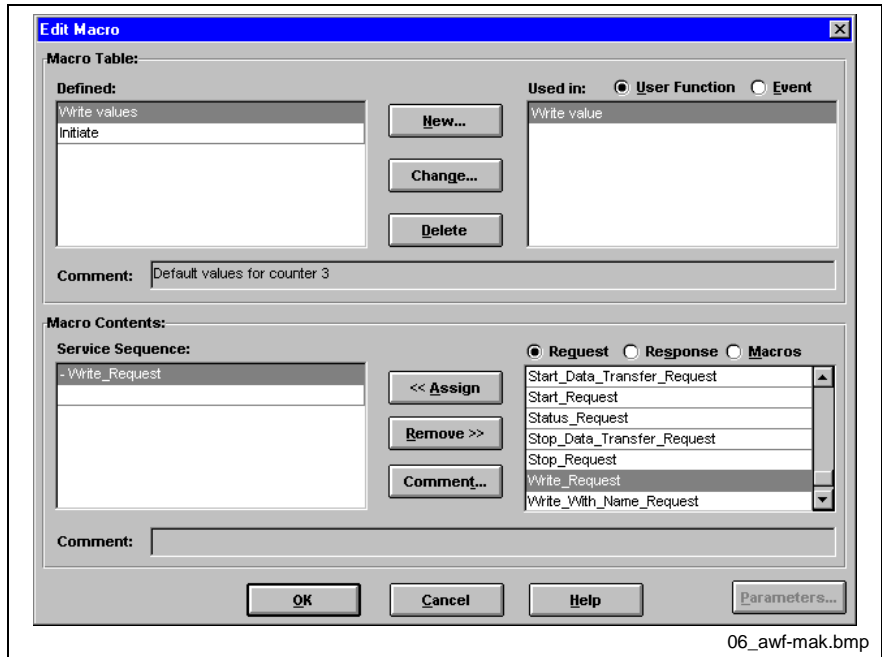 Edit Macro
Macro Table:
Defined:
Write values
Initiate
New...
Change...
Delete
Used in: User Function Event
Write value
Comment: Default values for counter 3
Macro Contents:
Service Sequence:
- Write_Request
<< Assign
Remove >>
Comment...
Request Response Macros
Start_Data_Transfer_Request
Start_Request
Status_Request
Stop_Data_Transfer_Request
Stop_Request
Write_Request
Write_With_Name_Request
Comment:
OK Cancel Help Parameters...
06_awf-mak.bmp